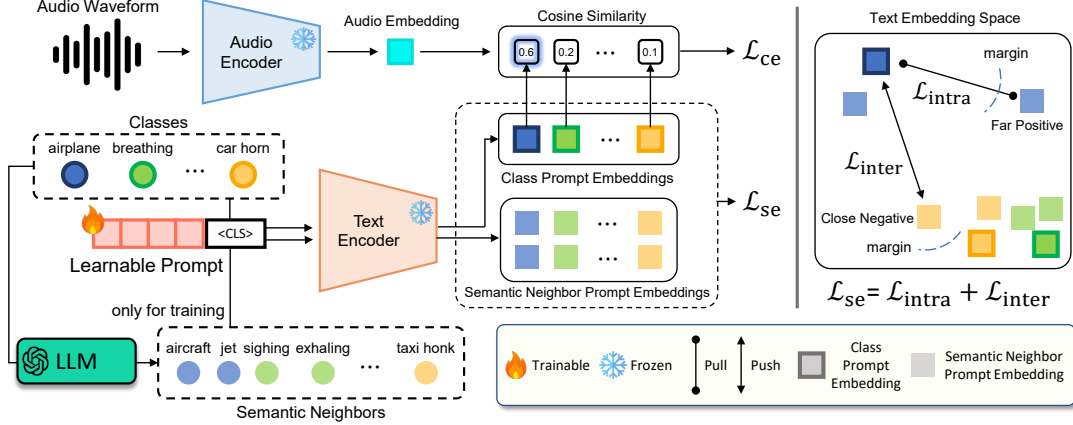 Audio Waveform
Audio
Encoder
Audio Embedding
Cosine Similarity
0.6
0.2
...
0.1
ℒce
Classes
airplane
breathing
...
car horn
<CLS>
Learnable Prompt
Text
Encoder
...
Class Prompt Embeddings
...
...
Semantic Neighbor Prompt Embeddings
ℒse
only for training
LLM
aircraft
jet
sighing
exhaling
...
taxi honk
Semantic Neighbors
Text Embedding Space
margin
ℒintra
Far Positive
ℒinter
Close Negative
margin
ℒse= ℒintra + ℒinter
Trainable
Frozen
Pull
Push
Class
Prompt
Embedding
Semantic Neighbor
Prompt Embedding